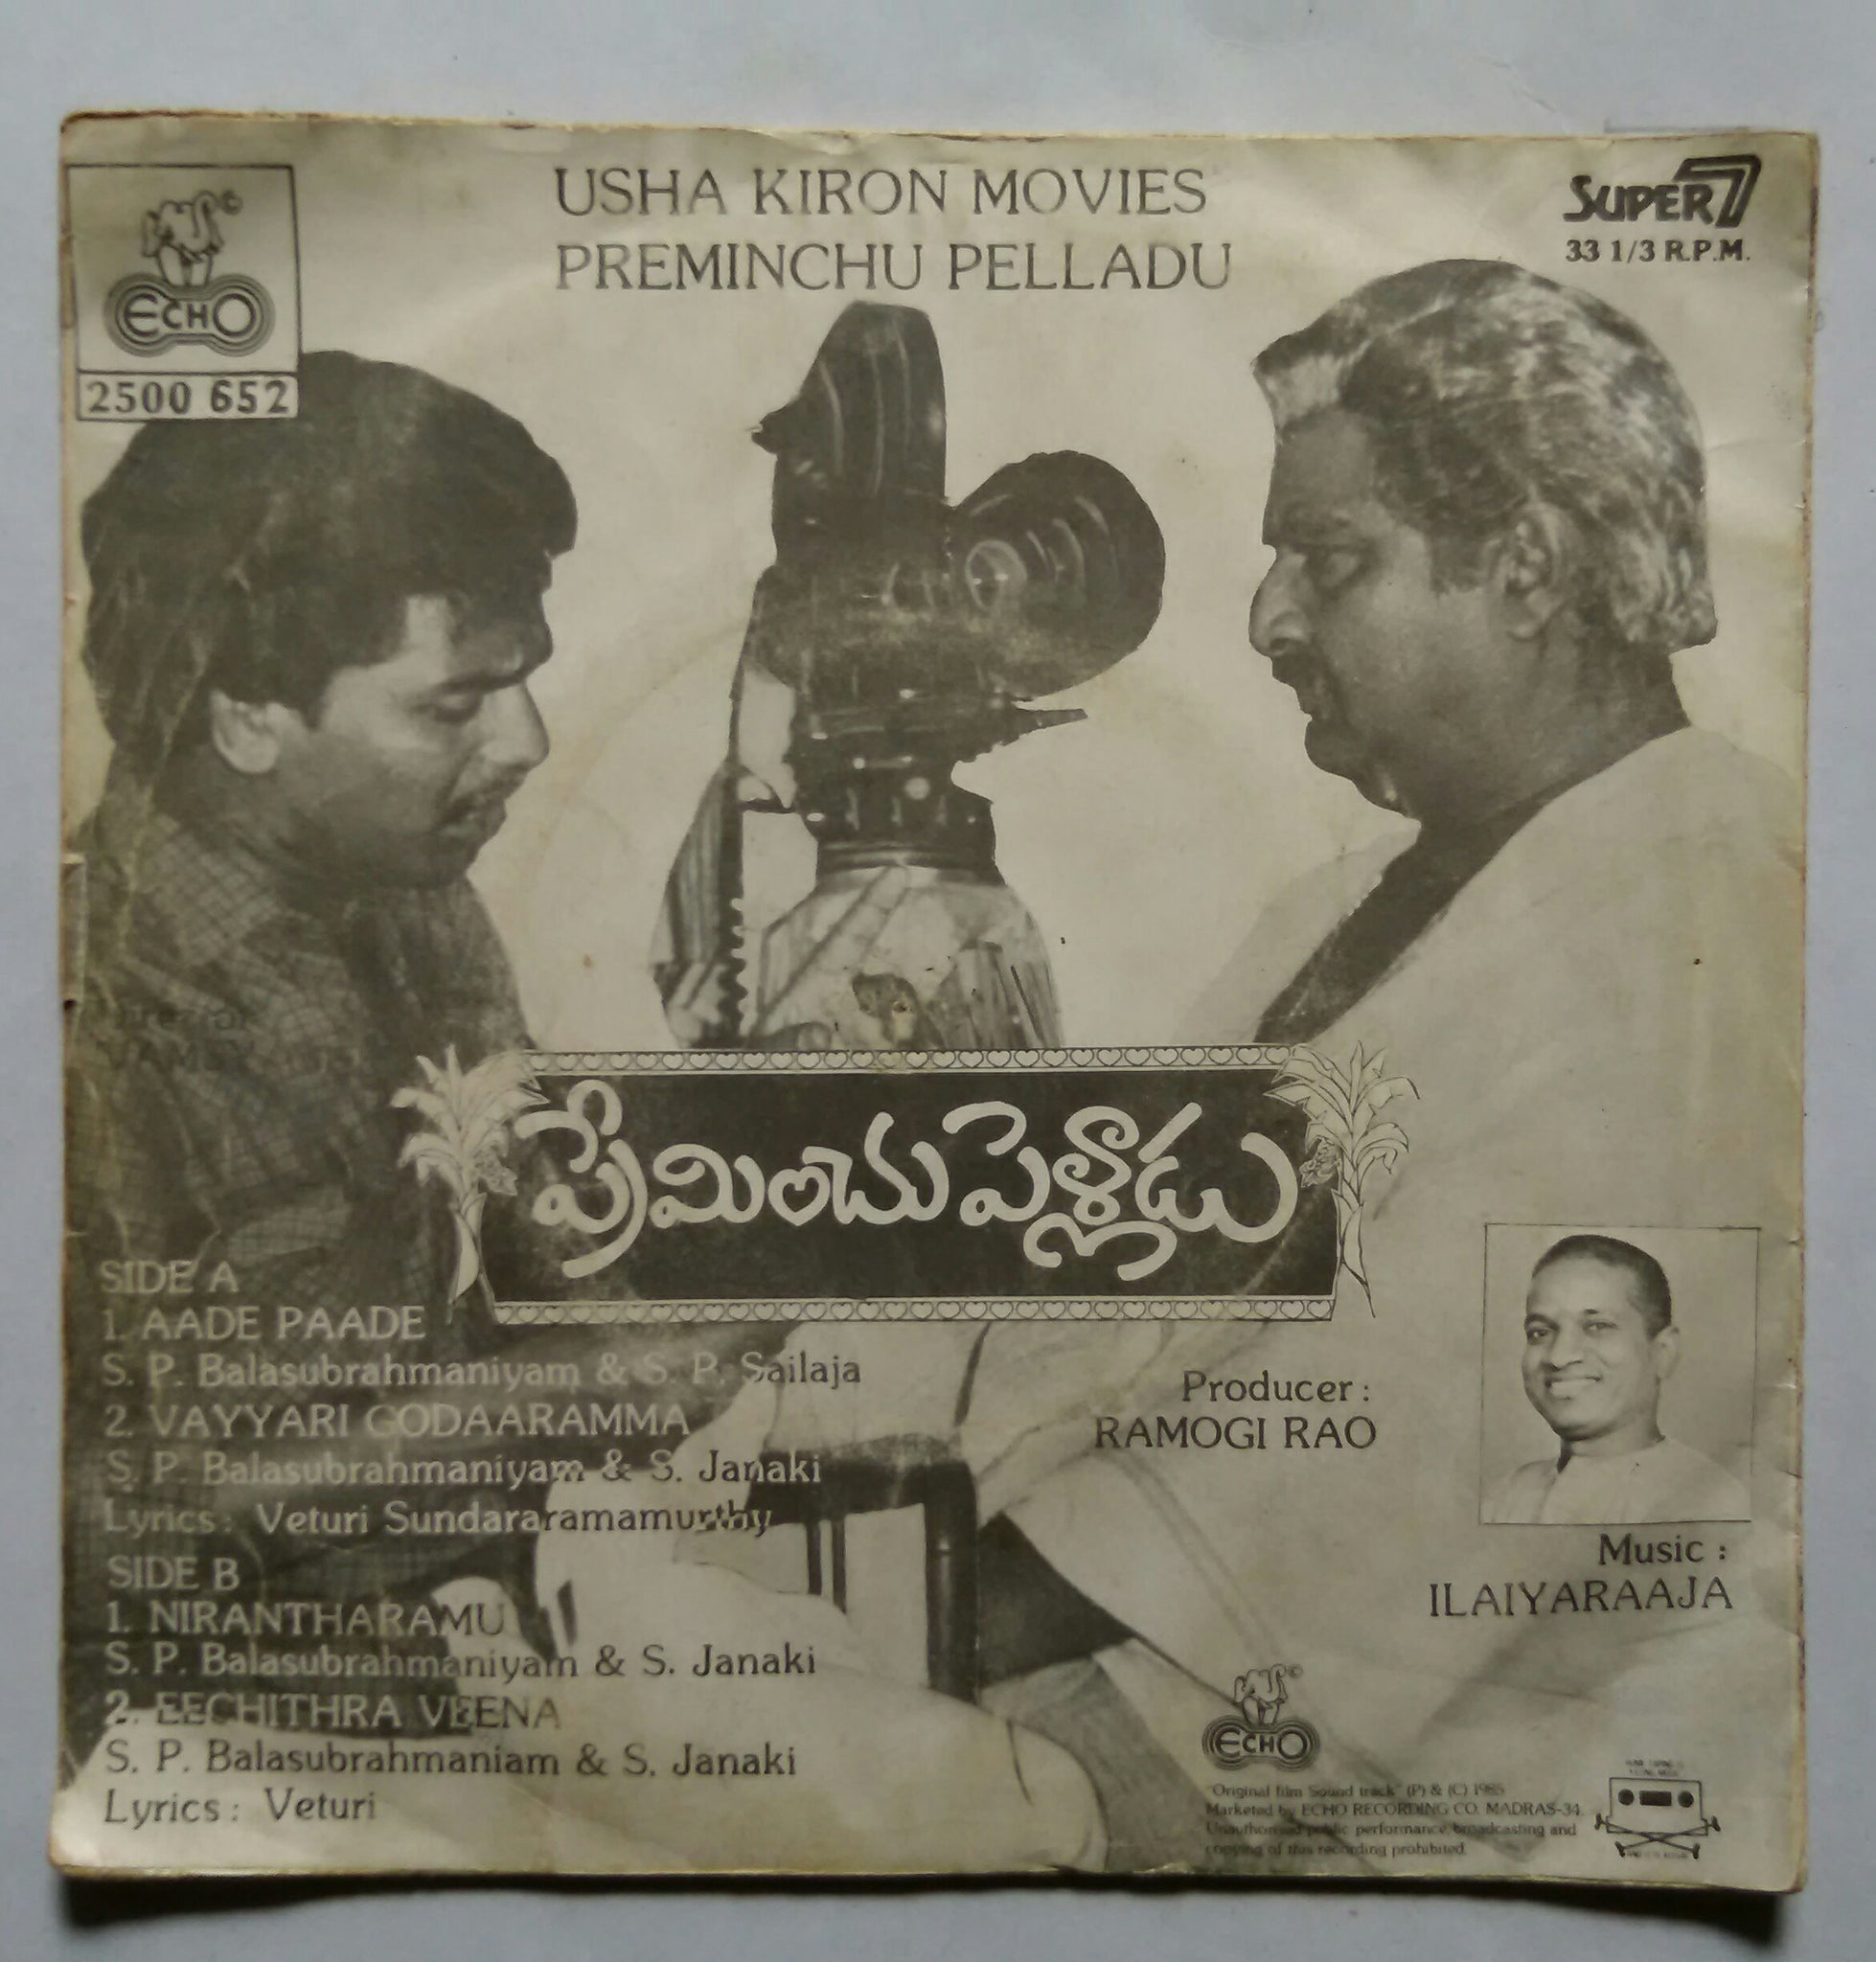 ECHO
2500 652
USHA KIRON MOVIES
PREMINCHU PELLADU
SUPER 7
33 1/3 R.P.M.
ప్రేమించు పెళ్ళాడు
SIDE A
1. AADE PAADE
S. P. Balasubrahmaniyam & S. P. Sailaja
2. VAYYARI GODAARAMMA
S. P. Balasubrahmaniyam & S. Janaki
Lyrics : Veturi Sundararamamurthy
SIDE B
1. NIRANTHARAMU
S. P. Balasubrahmaniyam & S. Janaki
2. EECHITHRA VEENA
S. P. Balasubrahmaniam & S. Janaki
Lyrics : Veturi
Producer :
RAMOGI RAO
Music :
ILAIYARAAJA
ECHO
"Original film Sound track" (P) & (C) 1985
Marketed by ECHO RECORDING CO. MADRAS-34.
Unauthorised public performance, broadcasting and
copying of this recording prohibited.